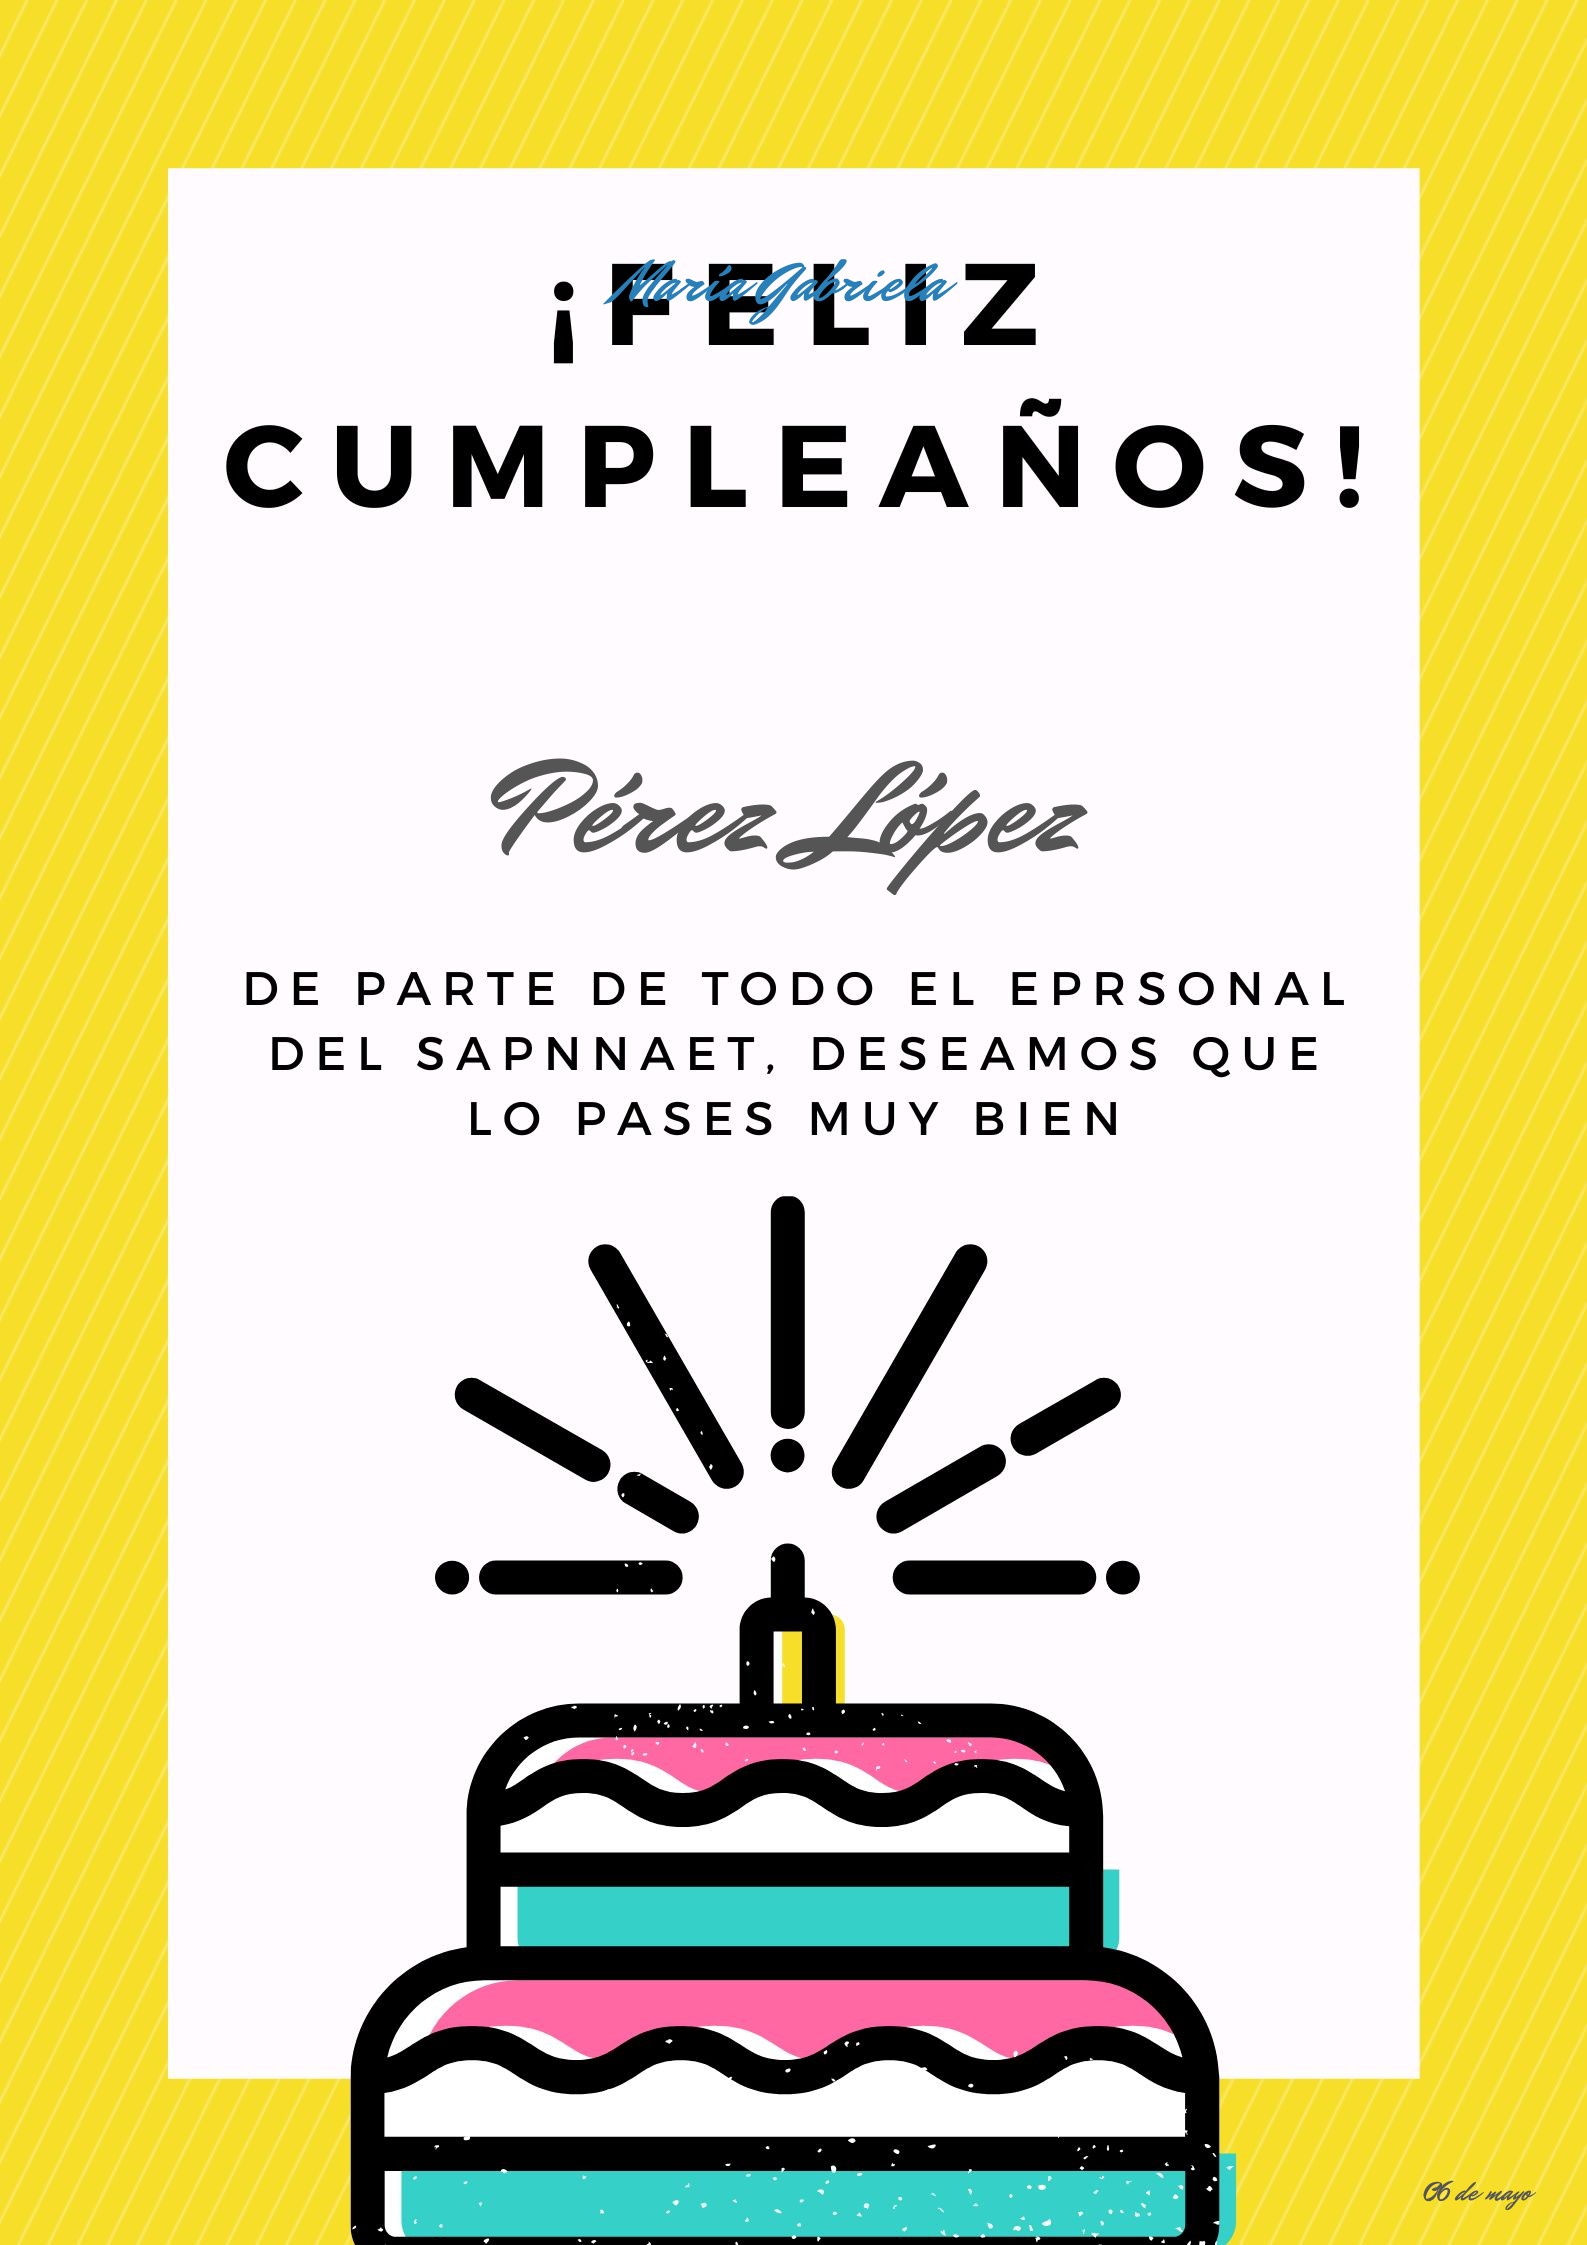 ¡FELIZ
María Gabriela
CUMPLEAÑOS!
Pérez López
DE PARTE DE TODO EL EPRSONAL
DEL SAPNNAET, DESEAMOS QUE
LO PASES MUY BIEN
06 de mayo